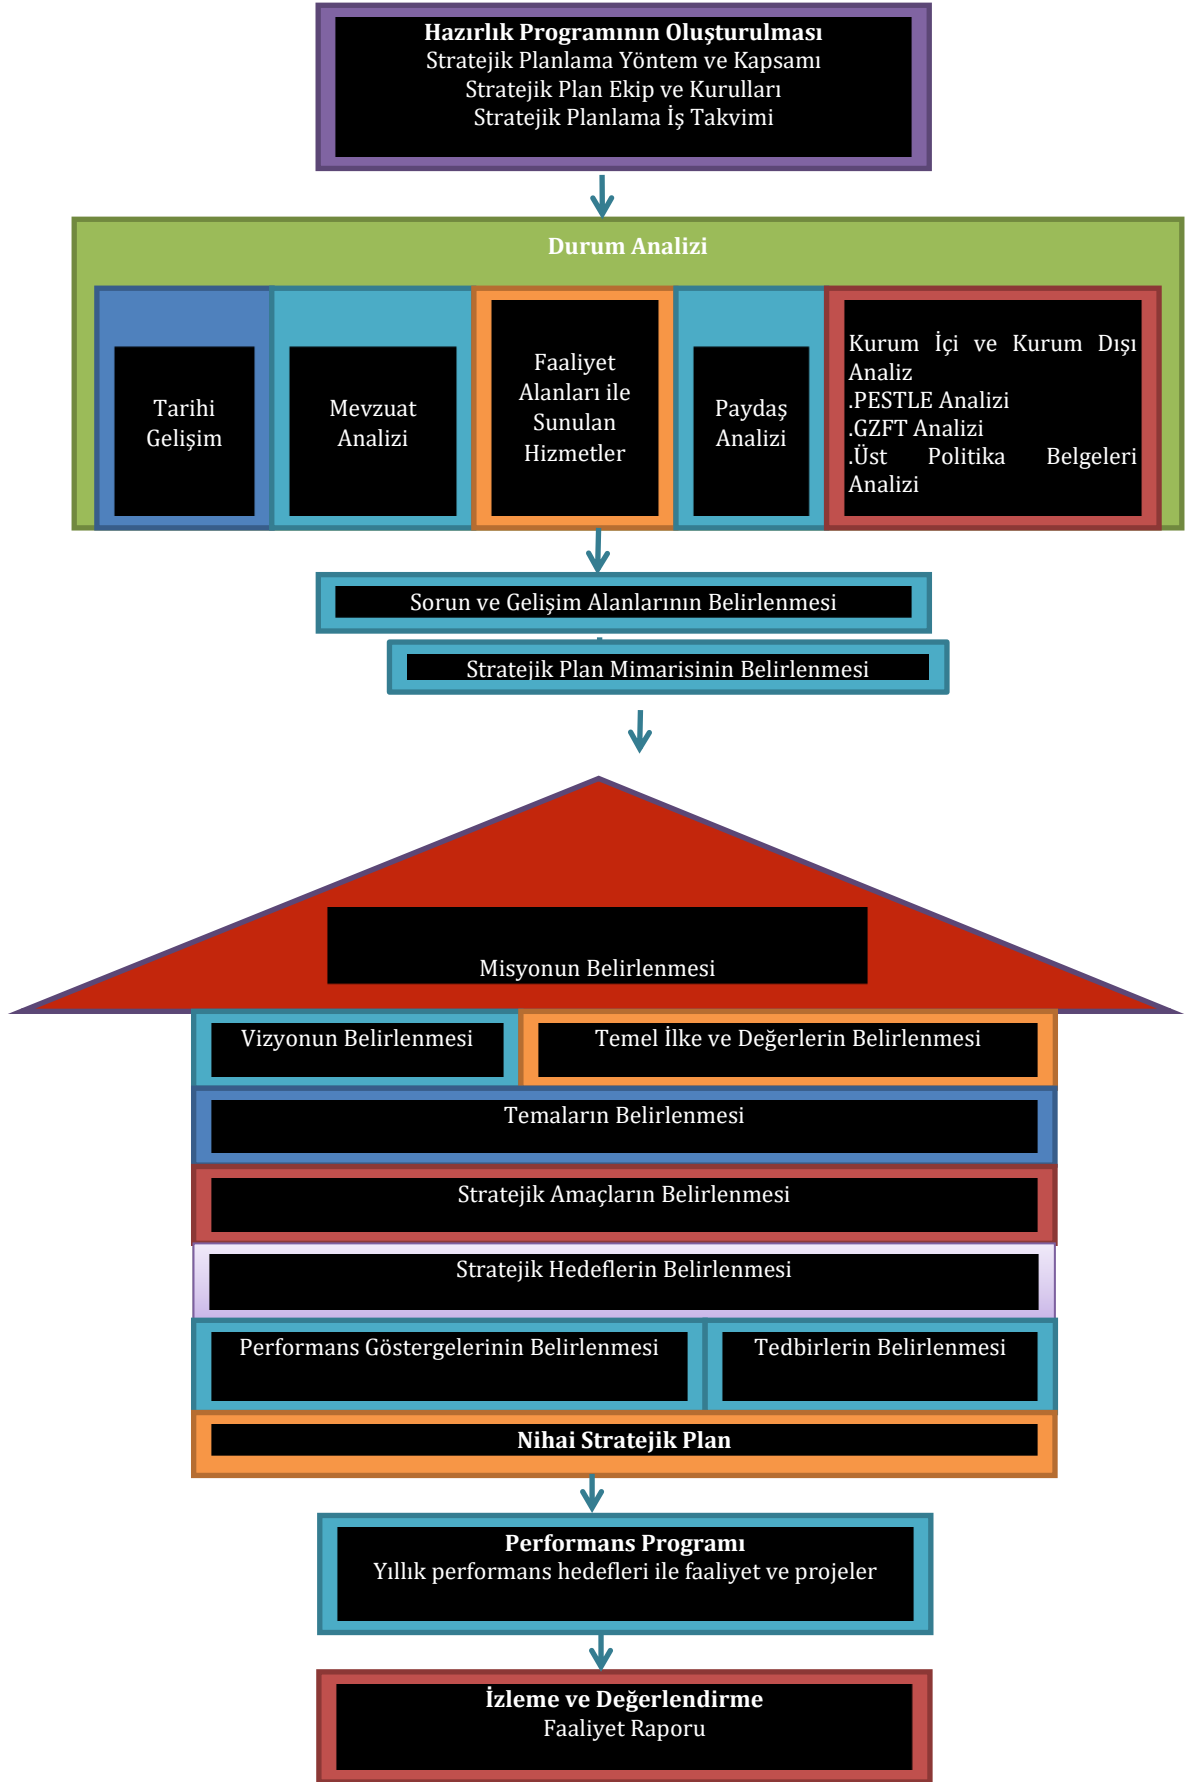 Hazırlık Programının Oluşturulması
Stratejik Planlama Yöntem ve Kapsamı
Stratejik Plan Ekip ve Kurulları
Stratejik Planlama İş Takvimi
Durum Analizi
Tarihi
Gelişim
Mevzuat
Analizi
Faaliyet
Alanları ile
Sunulan
Hizmetler
Paydaş
Analizi
Kurum İçi ve Kurum Dışı
Analiz
.PESTLE Analizi
.GZFT Analizi
.Üst Politika Belgeleri
Analizi
Sorun ve Gelişim Alanlarının Belirlenmesi
Stratejik Plan Mimarisinin Belirlenmesi
Misyonun Belirlenmesi
Vizyonun Belirlenmesi
Temel İlke ve Değerlerin Belirlenmesi
Temaların Belirlenmesi
Stratejik Amaçların Belirlenmesi
Stratejik Hedeflerin Belirlenmesi
Performans Göstergelerinin Belirlenmesi
Tedbirlerin Belirlenmesi
Nihai Stratejik Plan
Performans Programı
Yıllık performans hedefleri ile faaliyet ve projeler
İzleme ve Değerlendirme
Faaliyet Raporu